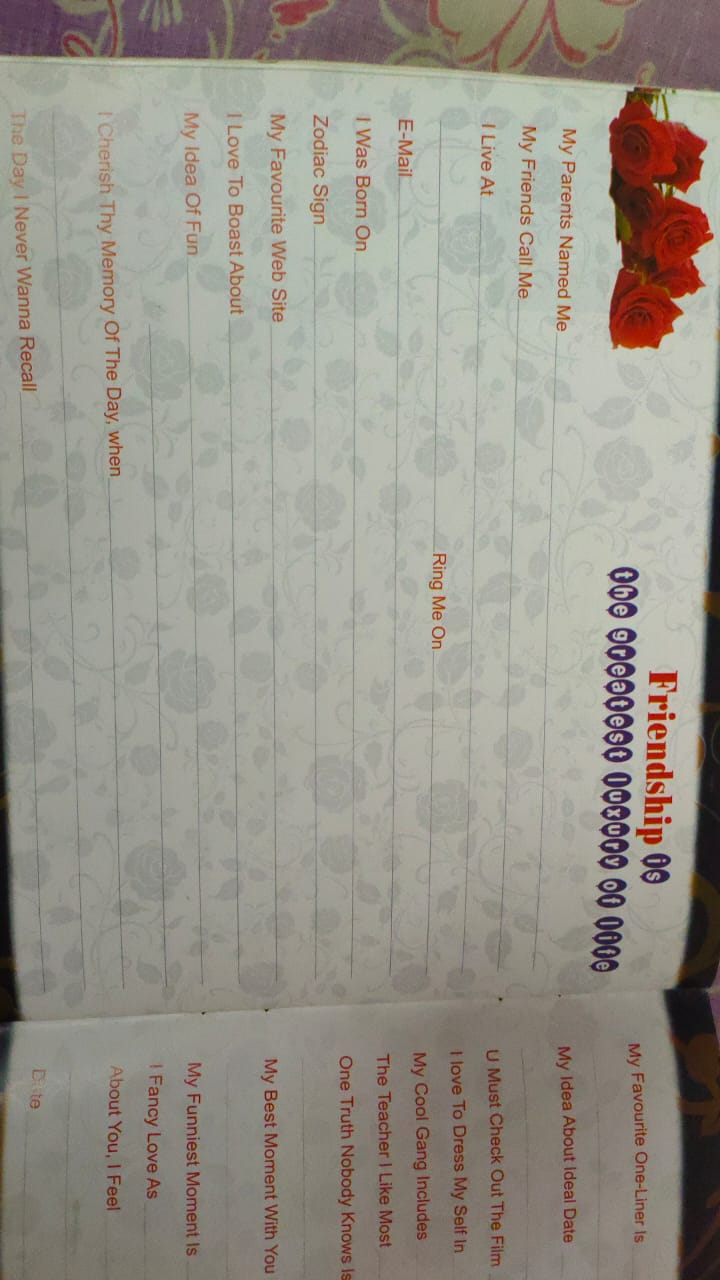 Friendship is
the greatest luxury of life
My Parents Named Me
My Friends Call Me
I Live At
Ring Me On
E-Mail
I Was Born On
Zodiac Sign
My Favourite Web Site
I Love To Boast About
My Idea Of Fun
I Cherish Thy Memory Of The Day, when
The Day I Never Wanna Recall
My Favourite One-Liner Is
My Idea About Ideal Date
U Must Check Out The Film
I love To Dress My Self In
My Cool Gang Includes
The Teacher I Like Most
One Truth Nobody Knows Is
My Best Moment With You
My Funniest Moment Is
I Fancy Love As
About You, I Feel
Date